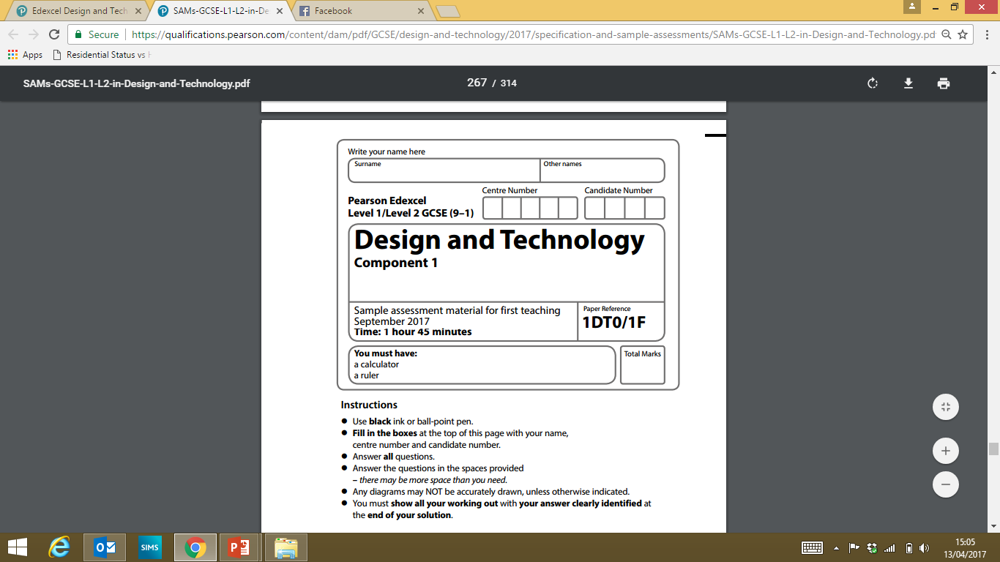 Edexcel Design and Tech
SAMs-GCSE-L1-L2-in-De
Facebook
Secure
https://qualifications.pearson.com/content/dam/pdf/GCSE/design-and-technology/2017/specification-and-sample-assessments/SAMs-GCSE-L1-L2-in-Design-and-Technology.pd
Apps
Residential Status vs
SAMs-GCSE-L1-L2-in-Design-and-Technology.pdf
267 / 314
Write your name here
Surname
Other names
Centre Number
Candidate Number
Pearson Edexcel
Level 1/Level 2 GCSE (9–1)
Design and Technology
Component 1
Sample assessment material for first teaching
September 2017
Time: 1 hour 45 minutes
Paper Reference
1DT0/1F
You must have:
a calculator
a ruler
Total Marks
Instructions
● Use black ink or ball-point pen.
● Fill in the boxes at the top of this page with your name,
centre number and candidate number.
● Answer all questions.
● Answer the questions in the spaces provided
– there may be more space than you need.
● Any diagrams may NOT be accurately drawn, unless otherwise indicated.
● You must show all your working out with your answer clearly identified at
the end of your solution.
SIMS
15:05
13/04/2017